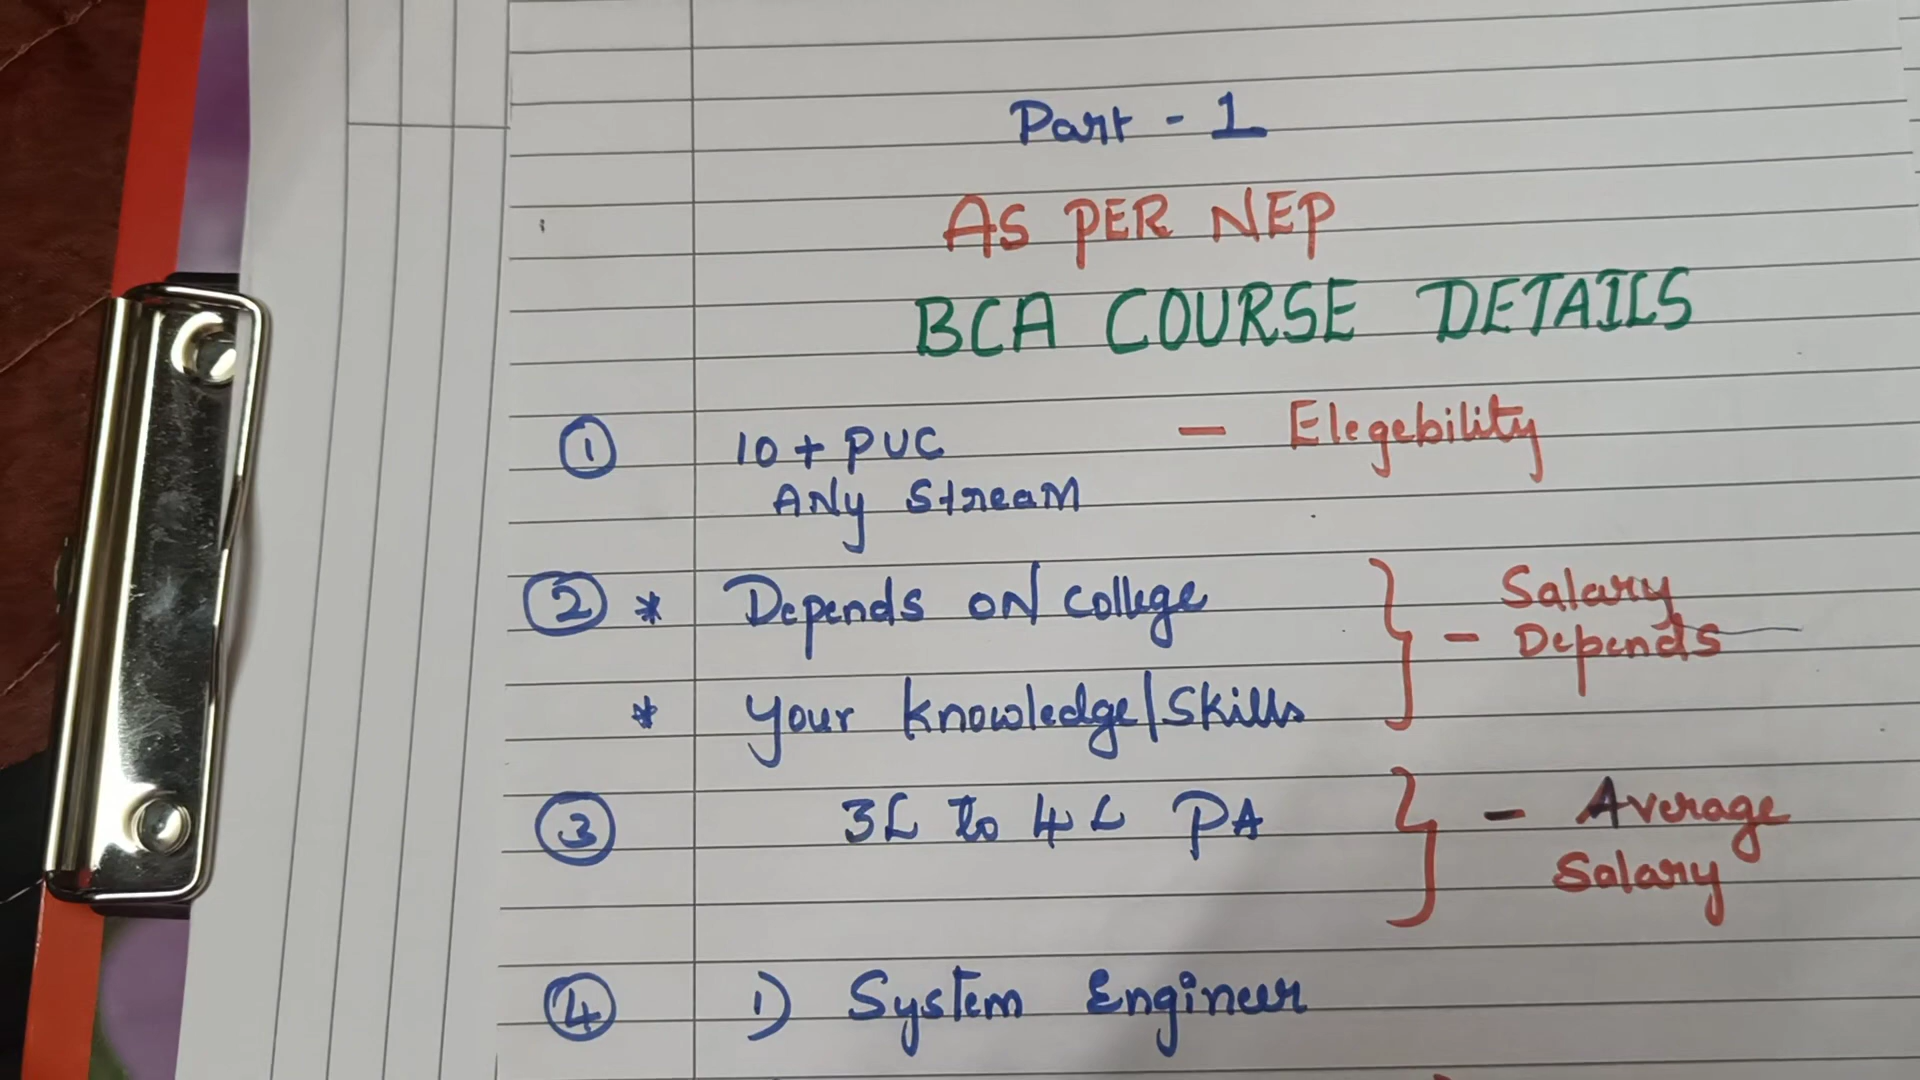 Part - 1
AS PER NEP
BCA COURSE DETAILS
1 10 + PUC - Elegebility
ANy StreaM
2 * Depends ON College } - Salary Depends
* your knowledge/Skills
3 3L to 4L PA } - Average Salary
4 1) System Engineer